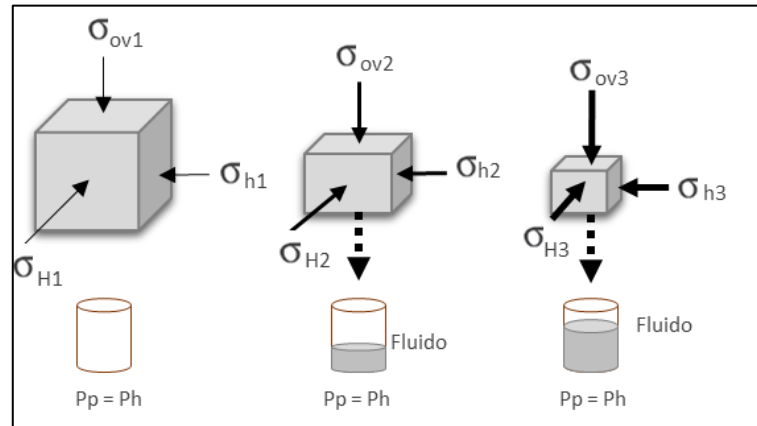 σov1
σh1
σH1
Pp = Ph
σov2
σh2
σH2
Fluido
Pp = Ph
σov3
σh3
σH3
Fluido
Pp = Ph